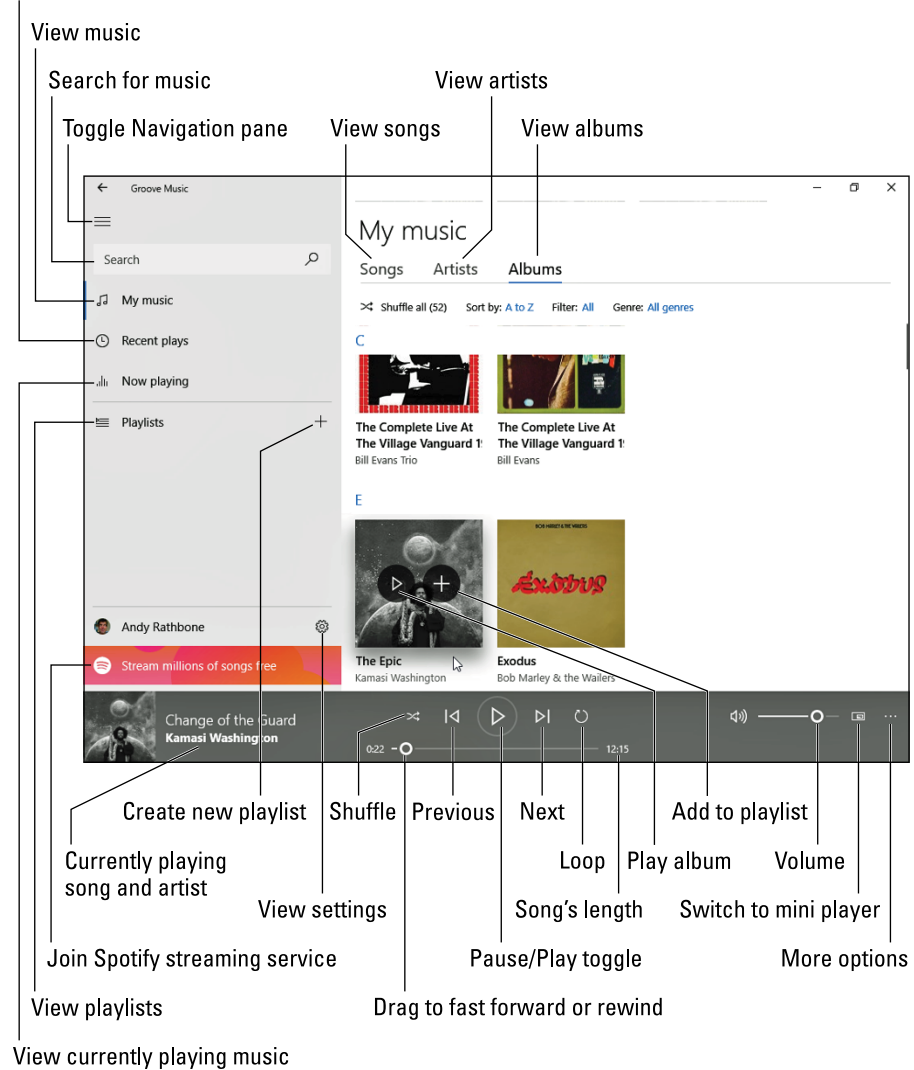 View music
Search for music
View artists
Toggle Navigation pane
View songs
View albums
Groove Music
My music
Search
Songs
Artists
Albums
My music
Shuffle all (52)
Sort by: A to Z
Filter: All
Genre: All genres
Recent plays
C
Now playing
Playlists
The Complete Live At
The Village Vanguard 1
Bill Evans Trio
The Complete Live At
The Village Vanguard 1
Bill Evans
E
BOB MARLEY & THE WAILERS
EXODUS
Andy Rathbone
The Epic
Kamasi Washington
Exodus
Bob Marley & the Wailers
Stream millions of songs free
Change of the Guard
Kamasi Washington
0:22
12:15
Create new playlist
Shuffle
Previous
Next
Add to playlist
Currently playing
song and artist
Loop
Play album
Volume
View settings
Song's length
Switch to mini player
Join Spotify streaming service
Pause/Play toggle
More options
View playlists
Drag to fast forward or rewind
View currently playing music